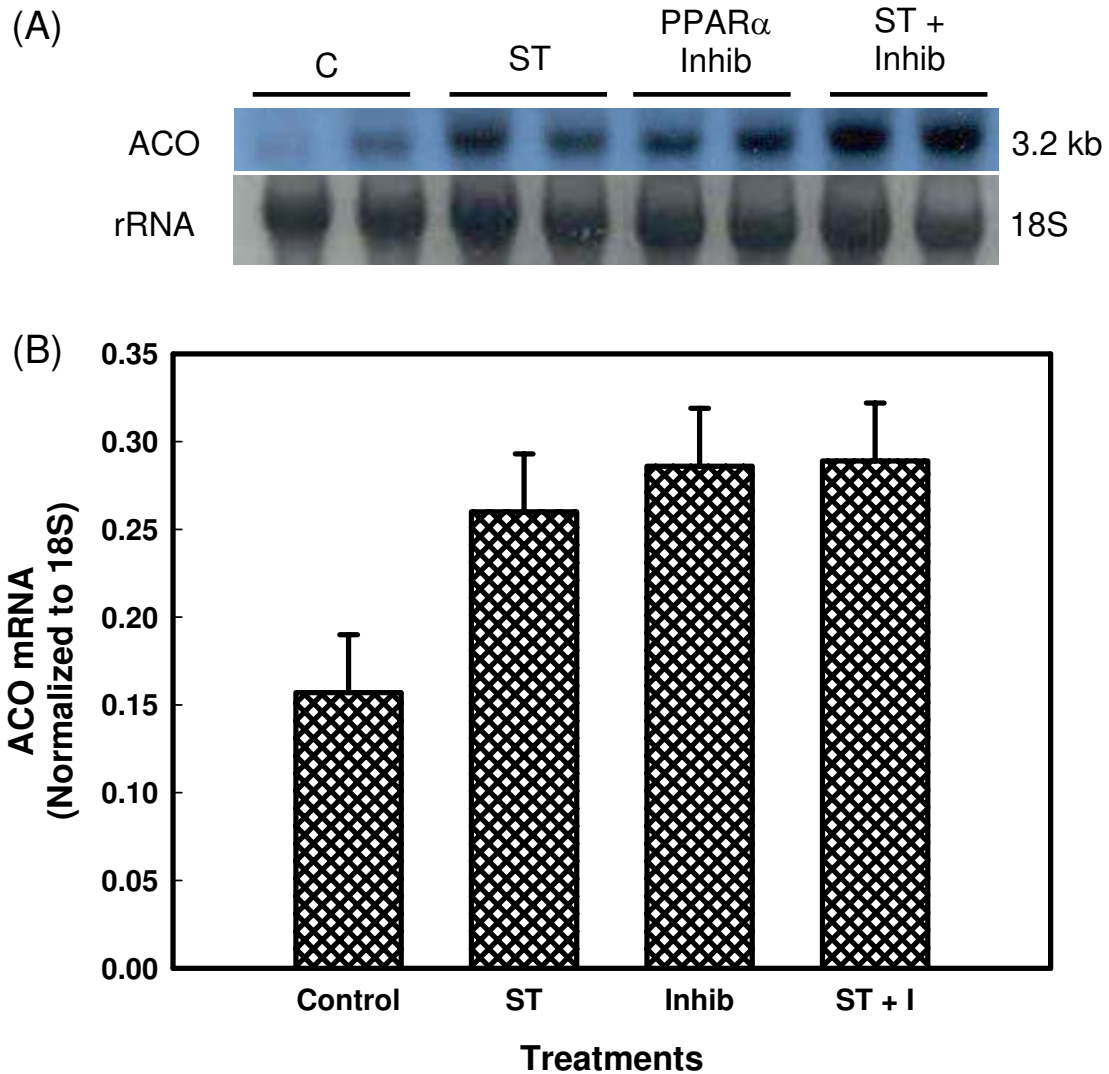 (A)
C
ST
PPARα
Inhib
ST +
Inhib
ACO
3.2 kb
rRNA
18S
(B)
0.35
0.30
0.25
0.20
0.15
0.10
0.05
0.00
ACO mRNA
(Normalized to 18S)
Control
ST
Inhib
ST + I
Treatments